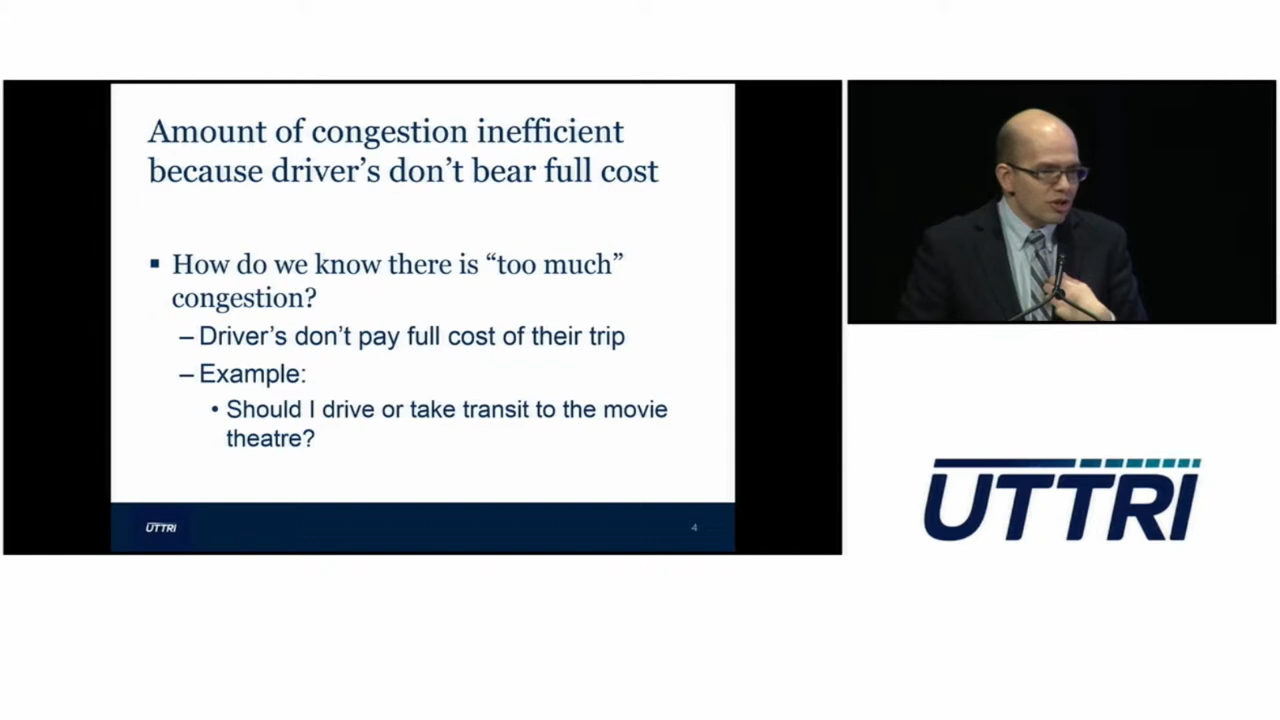 Amount of congestion inefficient
because driver’s don’t bear full cost
▪ How do we know there is “too much”
congestion?
– Driver’s don’t pay full cost of their trip
– Example:
• Should I drive or take transit to the movie
theatre?
UTTRI
4
UTTRI